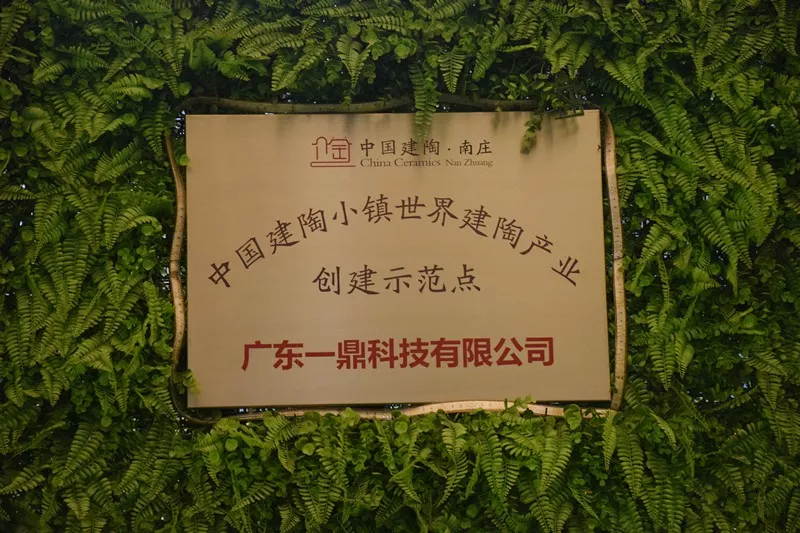 中国建陶·南庄
China Ceramics Nan Zhuang
中国建陶小镇世界建陶产业
创建示范点
广东一鼎科技有限公司